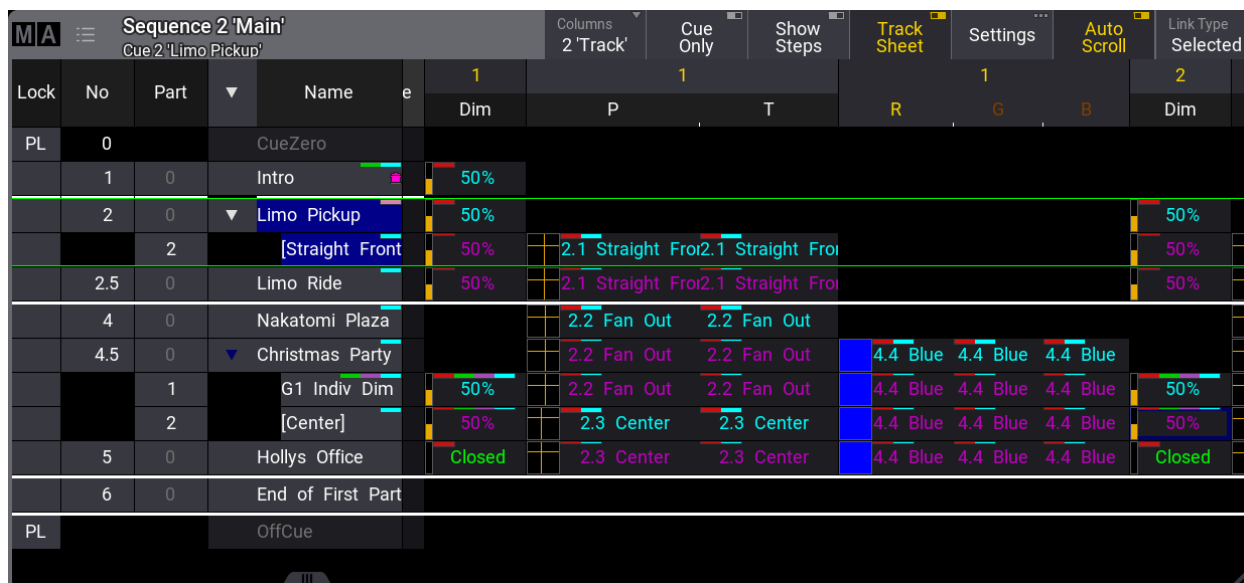 MA Sequence 2 'Main' Columns Cue Show Track Settings Auto Link Type
Cue 2 'Limo Pickup' 2 'Track' Only Steps Sheet Scroll Selected
Lock No Part Name e 1 1 1 2
Dim P T R G B Dim
PL 0 CueZero
1 0 Intro 50%
2 0 Limo Pickup 50% 50%
2 [Straight Front 50% 2.1 Straight Fron 2.1 Straight Fron 50%
2.5 0 Limo Ride 50% 2.1 Straight Fron 2.1 Straight Fron 50%
4 0 Nakatomi Plaza 2.2 Fan Out 2.2 Fan Out
4.5 0 Christmas Party 2.2 Fan Out 2.2 Fan Out 4.4 Blue 4.4 Blue 4.4 Blue
1 G1 Indiv Dim 50% 2.2 Fan Out 2.2 Fan Out 4.4 Blue 4.4 Blue 4.4 Blue 50%
2 [Center] 50% 2.3 Center 2.3 Center 4.4 Blue 4.4 Blue 4.4 Blue 50%
5 0 Hollys Office Closed 2.3 Center 2.3 Center 4.4 Blue 4.4 Blue 4.4 Blue Closed
6 0 End of First Part
PL OffCue